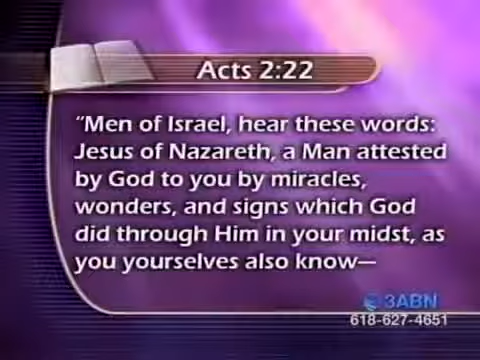 Acts 2:22
“Men of Israel, hear these words:
Jesus of Nazareth, a Man attested
by God to you by miracles,
wonders, and signs which God
did through Him in your midst, as
you yourselves also know—
3ABN
618-627-4651